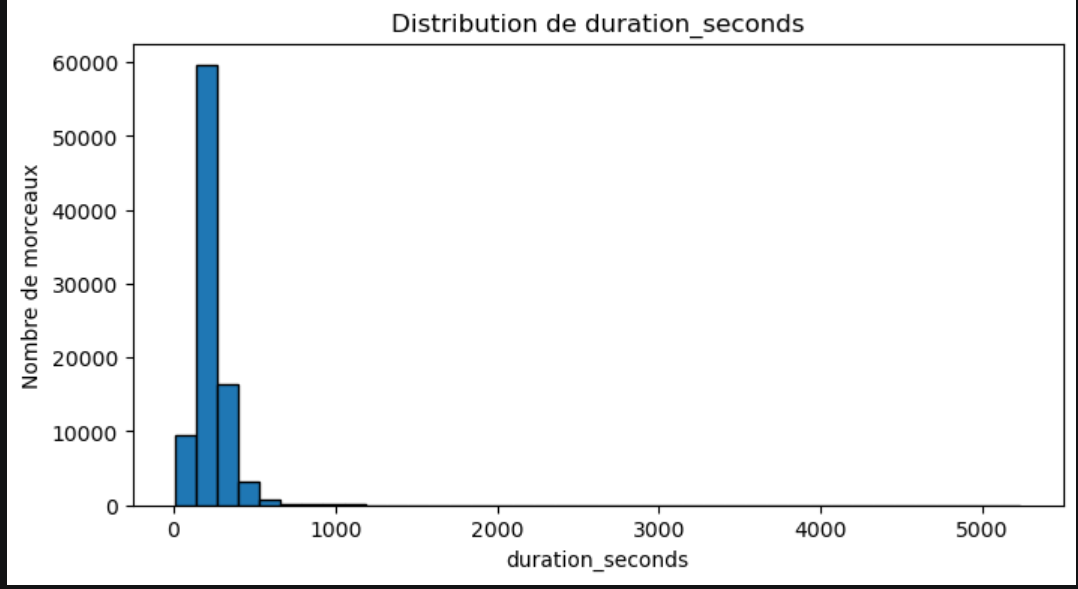 Distribution de duration_seconds
60000
50000
40000
30000
20000
10000
0
Nombre de morceaux
0 1000 2000 3000 4000 5000
duration_seconds